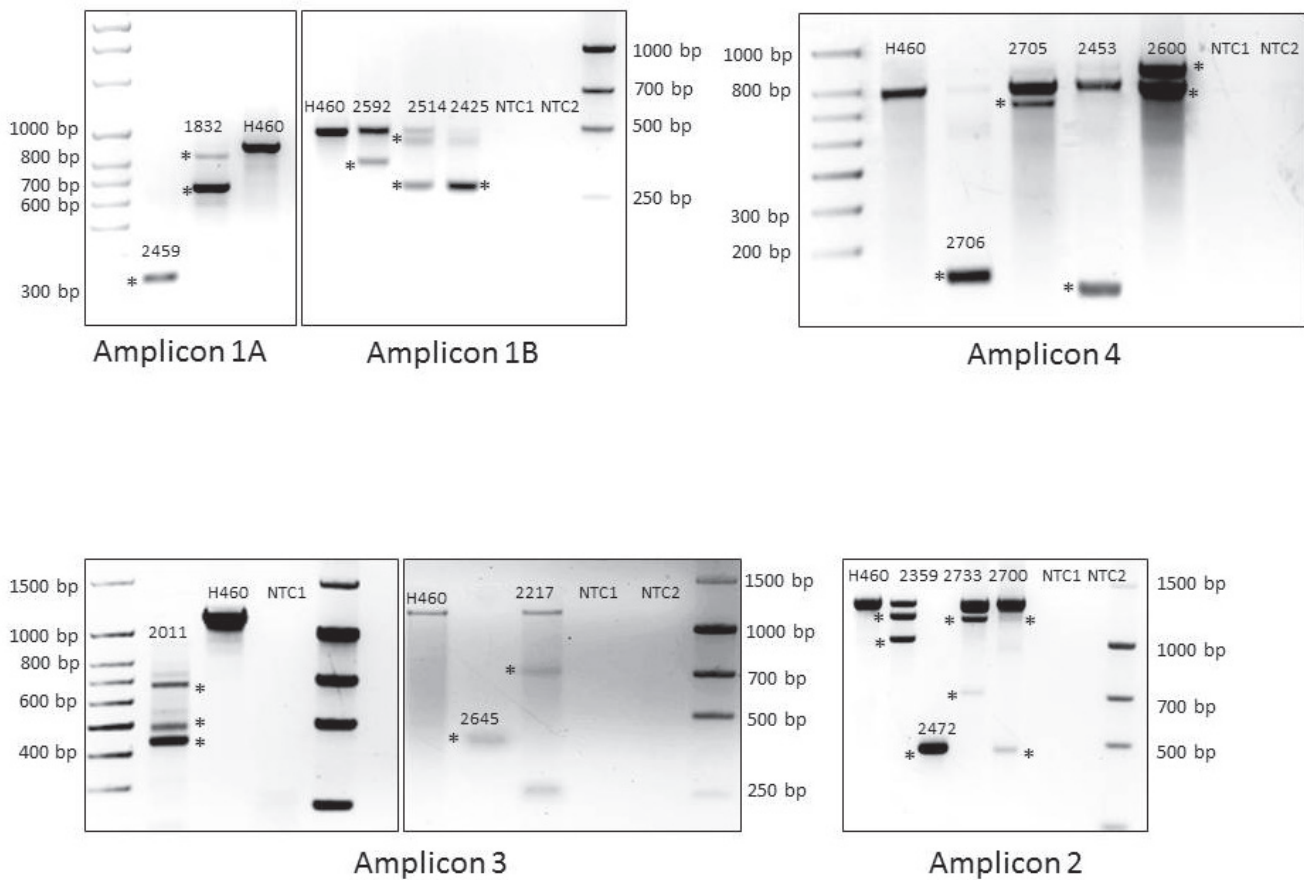 1000 bp
800 bp
700 bp
600 bp
300 bp
2459
*
1832
*
*
H460
Amplicon 1A
H460 2592 2514 2425 NTC1 NTC2
*
*
*
*
1000 bp
700 bp
500 bp
250 bp
Amplicon 1B
1000 bp
800 bp
300 bp
200 bp
H460
2706
*
2705
*
2453
*
2600
*
*
NTC1 NTC2
Amplicon 4
1500 bp
1000 bp
800 bp
600 bp
400 bp
2011
*
*
*
H460
NTC1
H460
2645
*
2217
*
NTC1
NTC2
1500 bp
1000 bp
700 bp
500 bp
250 bp
Amplicon 3
H460 2359 2733 2700 NTC1 NTC2
*
*
*
*
*
2472
*
*
1500 bp
1000 bp
700 bp
500 bp
Amplicon 2